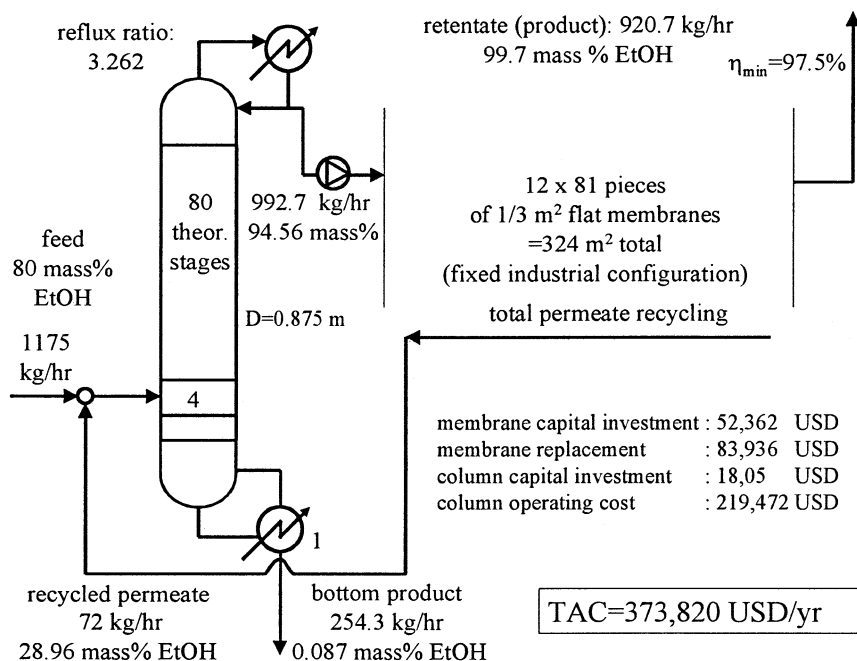 reflux ratio:
3.262
retentate (product): 920.7 kg/hr
99.7 mass % EtOH
ηmin=97.5%
80
theor.
stages
992.7 kg/hr
94.56 mass%
12 x 81 pieces
of 1/3 m² flat membranes
=324 m² total
(fixed industrial configuration)
feed
80 mass%
EtOH
D=0.875 m
total permeate recycling
1175
kg/hr
4
membrane capital investment : 52,362 USD
membrane replacement : 83,936 USD
column capital investment : 18,05 USD
column operating cost : 219,472 USD
1
recycled permeate
72 kg/hr
28.96 mass% EtOH
bottom product
254.3 kg/hr
0.087 mass% EtOH
TAC=373,820 USD/yr